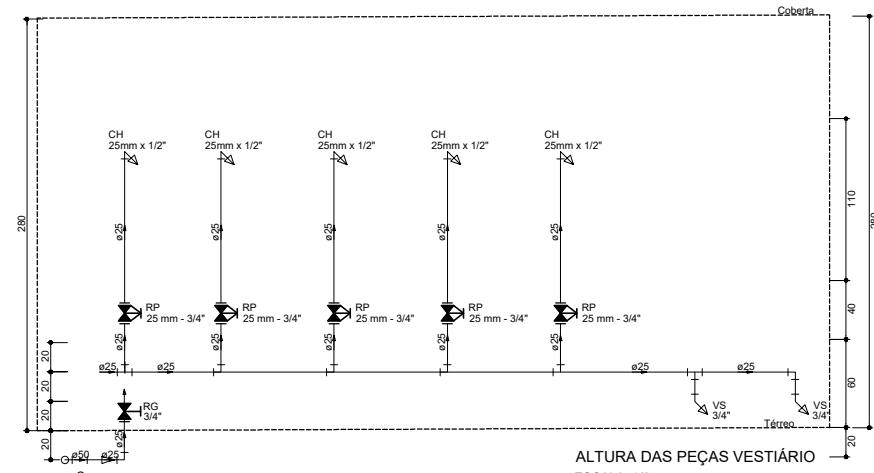 Coberta
CH
25mm x 1/2"
CH
25mm x 1/2"
CH
25mm x 1/2"
CH
25mm x 1/2"
CH
25mm x 1/2"
280
110
280
ø25
ø25
ø25
ø25
ø25
RP
25 mm - 3/4"
RP
25 mm - 3/4"
RP
25 mm - 3/4"
RP
25 mm - 3/4"
RP
25 mm - 3/4"
40
ø25
ø25
ø25
ø25
ø25
20
ø25
ø25
ø25
ø25
20
60
RG
3/4"
VS
3/4"
VS
3/4"
20
Térreo
20
ø25
20
ø50
ø25
ALTURA DAS PEÇAS VESTIÁRIO